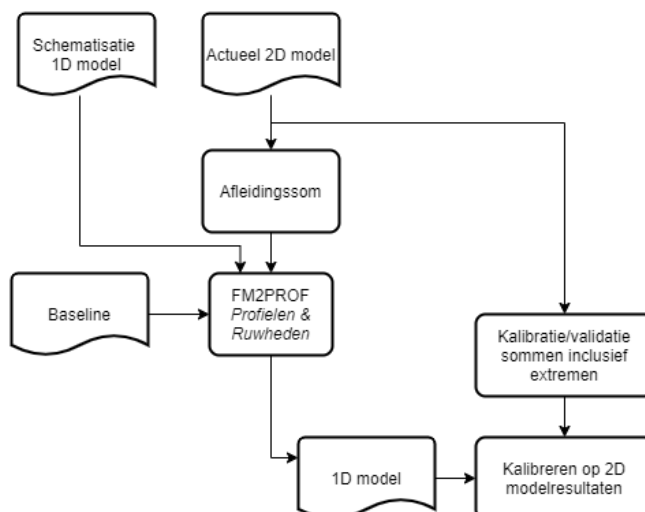 Schematisatie
1D model
Actueel 2D model
Afleidingssom
Baseline
FM2PROF
Profielen &
Ruwheden
Kalibratie/validatie
sommen inclusief
extremen
1D model
Kalibreren op 2D
modelresultaten